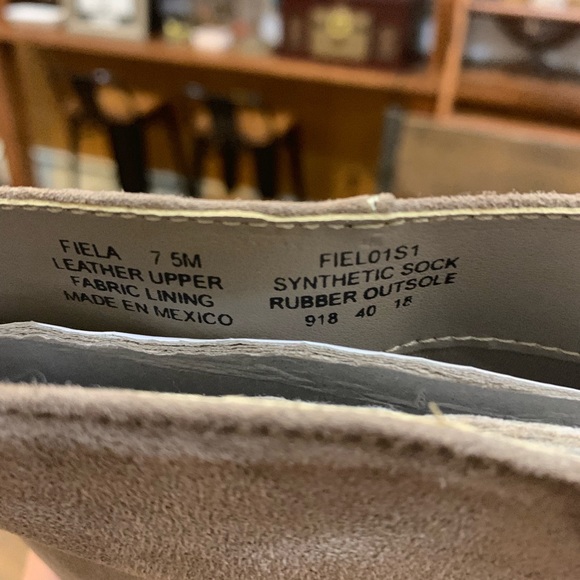 FIELA 7 5M
LEATHER UPPER
FABRIC LINING
MADE EN MEXICO
FIEL01S1
SYNTHETIC SOCK
RUBBER OUTSOLE
918 40 18